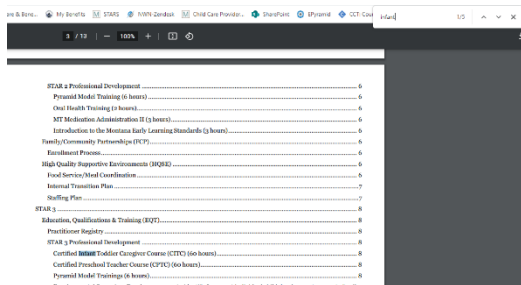 are & Bene... My Benefits STARS NWN-Zendesk Child Care Provider... SharePoint EPyramid CCT: Cou
infant 1/5
3 / 13 | — 100% + |
STAR 2 Professional Development 6
Pyramid Model Training (6 hours) 6
Oral Health Training (2 hours) 6
MT Medication Administration II (3 hours) 6
Introduction to the Montana Early Learning Standards (3 hours) 6
Family/Community Partnerships (FCP) 6
Enrollment Process 6
High Quality Supportive Environments (HQSE) 6
Food Service/Meal Coordination 6
Internal Transition Plan 7
Staffing Plan 7
STAR 3 8
Education, Qualifications & Training (EQT) 8
Practitioner Registry 8
STAR 3 Professional Development 8
Certified Infant Toddler Caregiver Course (CITC) (60 hours) 8
Certified Preschool Teacher Course (CPTC) (60 hours) 8
Pyramid Model Trainings (6 hours) 8